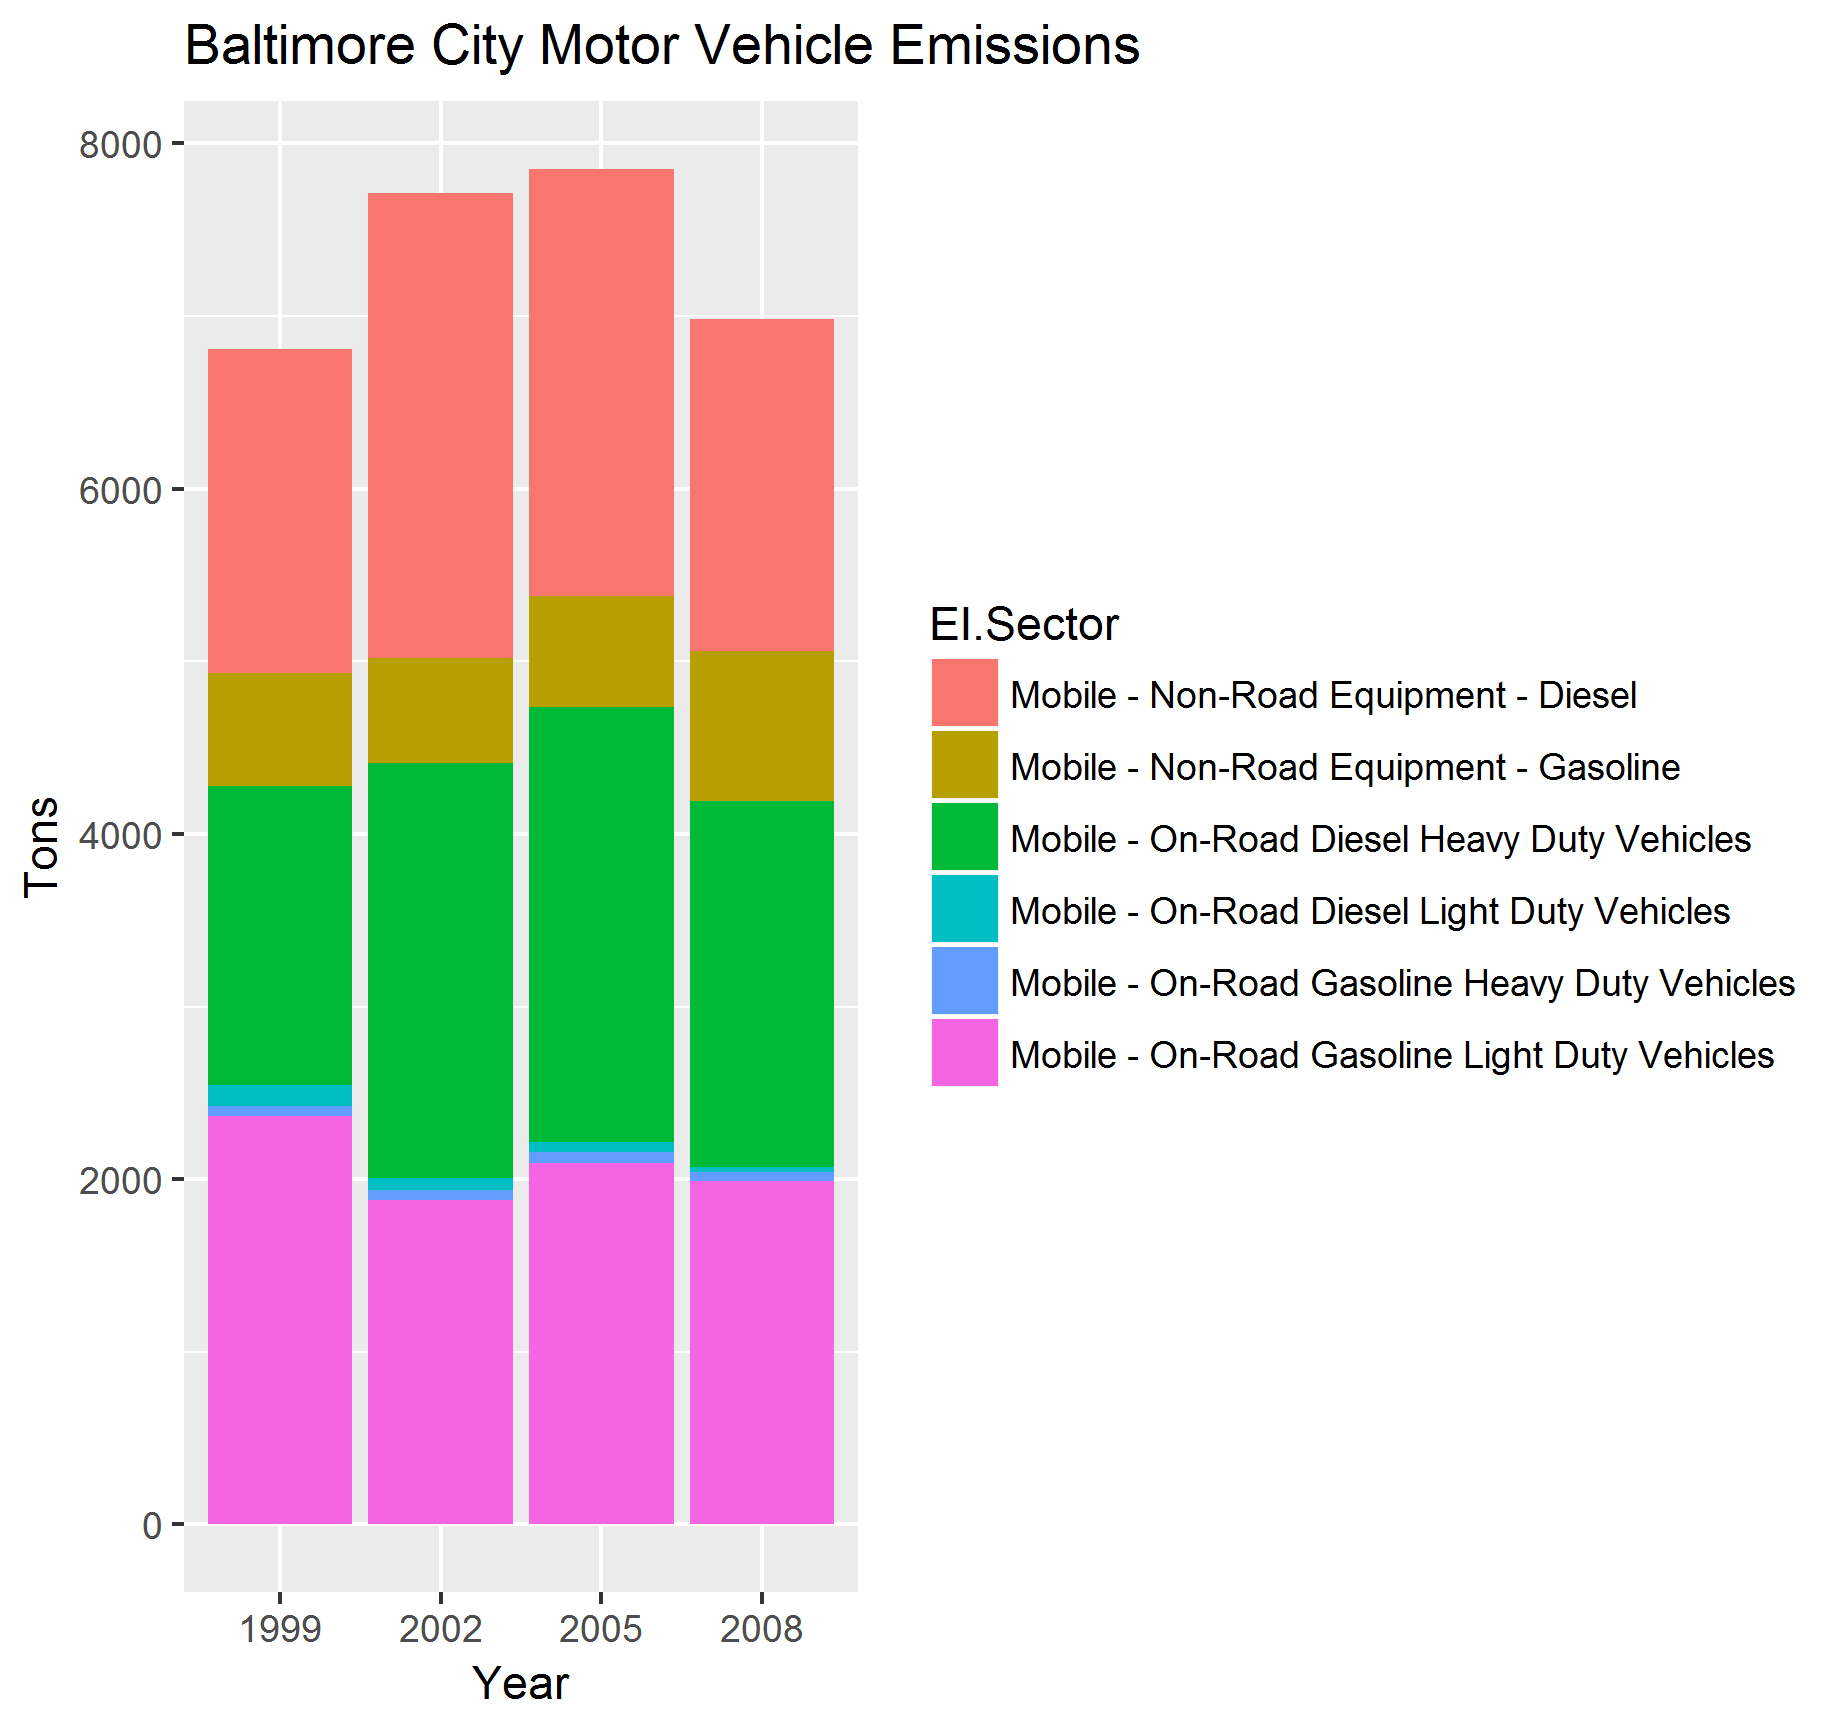 Baltimore City Motor Vehicle Emissions
8000
6000
4000
2000
0
Tons
1999 2002 2005 2008
Year
EI.Sector
Mobile - Non-Road Equipment - Diesel
Mobile - Non-Road Equipment - Gasoline
Mobile - On-Road Diesel Heavy Duty Vehicles
Mobile - On-Road Diesel Light Duty Vehicles
Mobile - On-Road Gasoline Heavy Duty Vehicles
Mobile - On-Road Gasoline Light Duty Vehicles